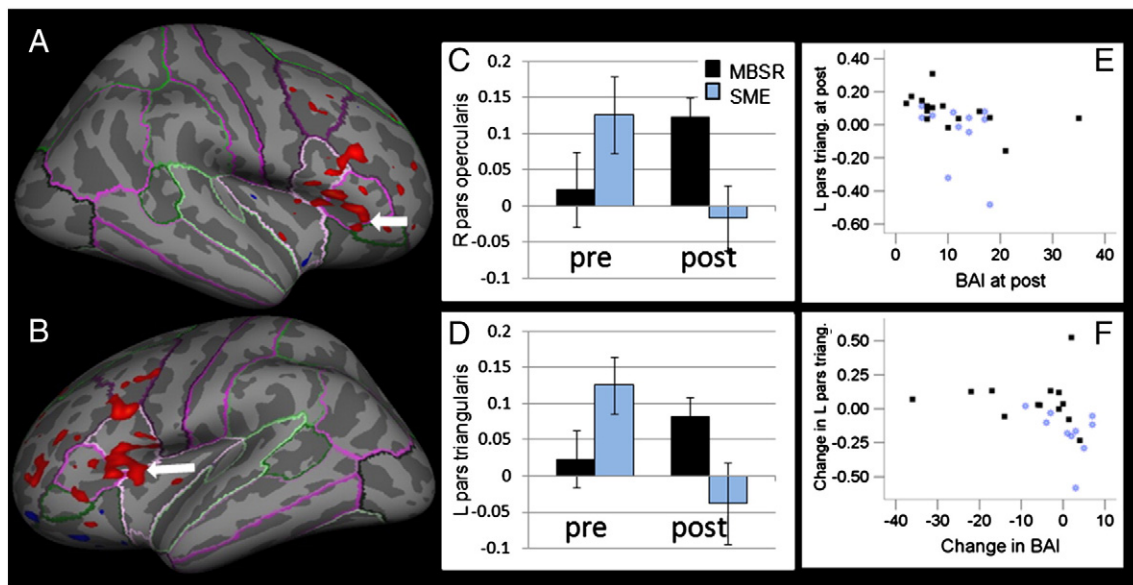 A
B
C
MBSR
SME
R pars opercularis
0.2
0.15
0.1
0.05
0
-0.05
-0.1
pre post
D
L pars triangularis
0.2
0.15
0.1
0.05
0
-0.05
-0.1
pre post
E
L pars triang. at post
0.40
0.20
0.00
-0.20
-0.40
-0.60
0 10 20 30 40
BAI at post
F
Change in L pars triang.
0.50
0.25
0.00
-0.25
-0.50
-40 -30 -20 -10 0 10
Change in BAI